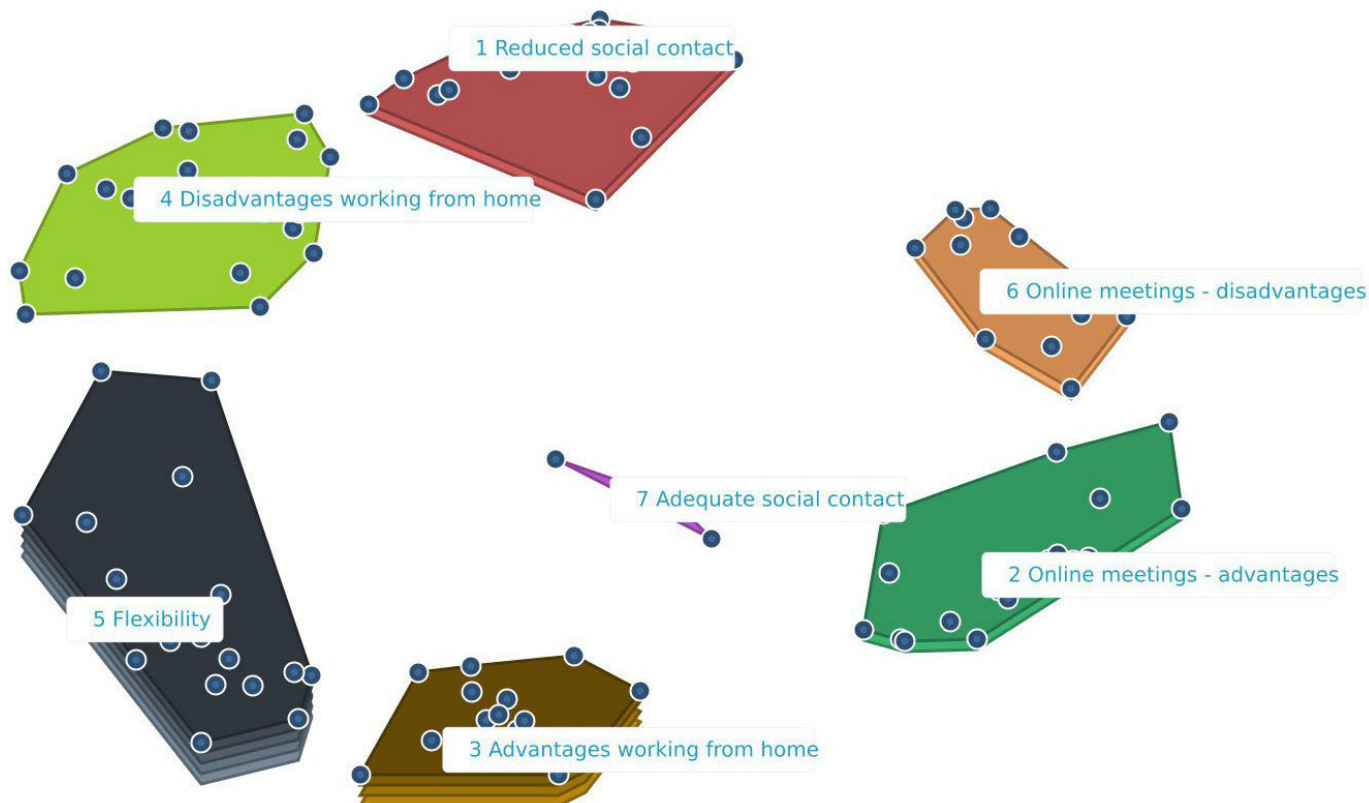 1 Reduced social contact
4 Disadvantages working from home
6 Online meetings - disadvantages
7 Adequate social contact
2 Online meetings - advantages
5 Flexibility
3 Advantages working from home